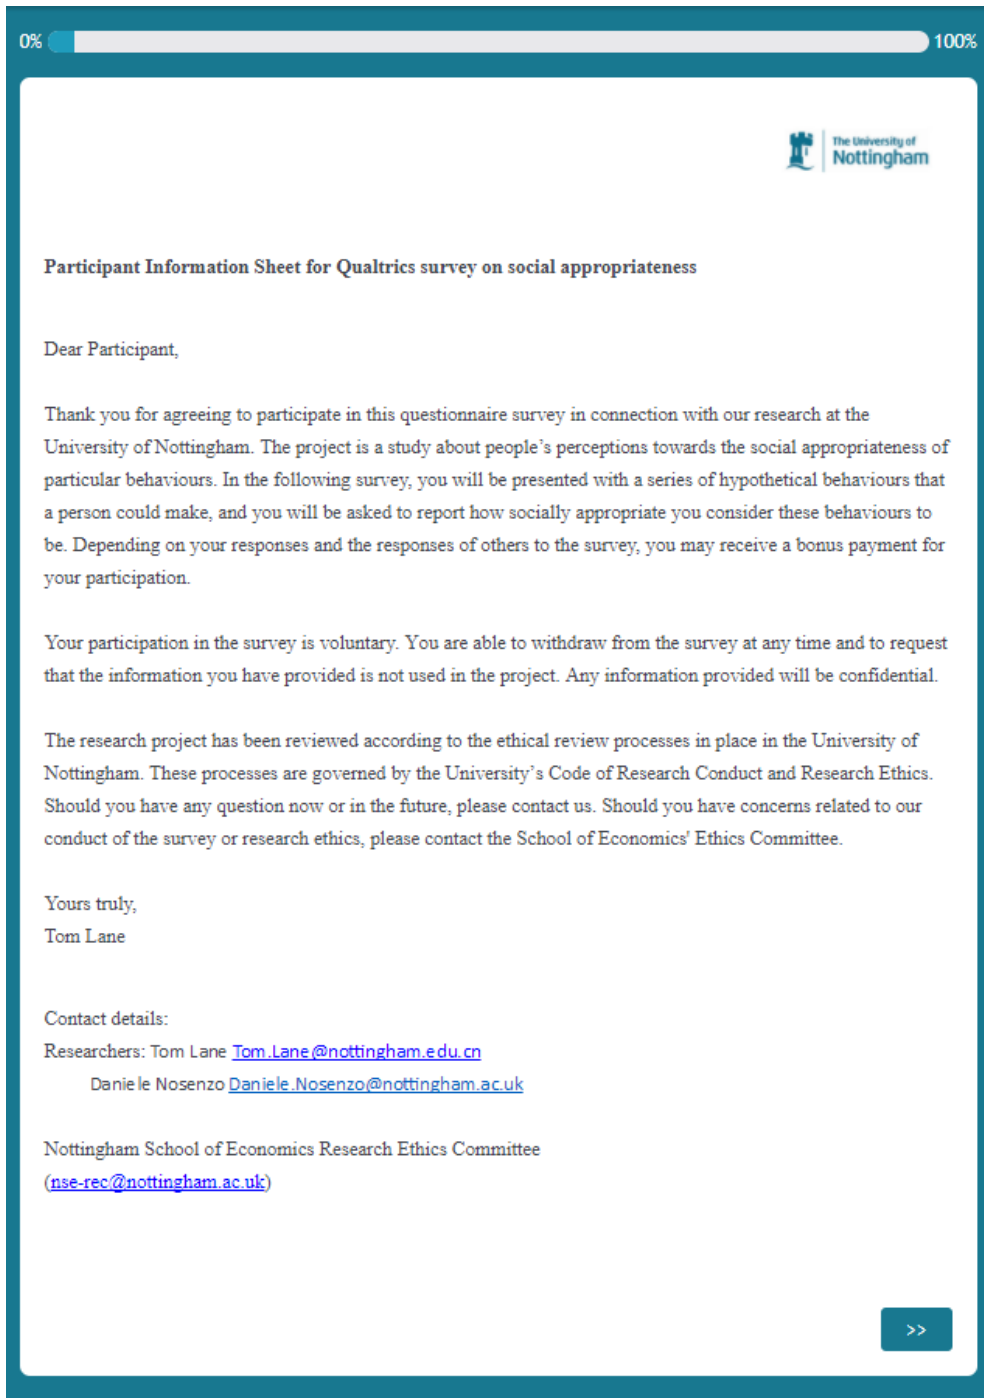 0%
100%
The University of
Nottingham
Participant Information Sheet for Qualtrics survey on social appropriateness
Dear Participant,
Thank you for agreeing to participate in this questionnaire survey in connection with our research at the
University of Nottingham. The project is a study about people’s perceptions towards the social appropriateness of
particular behaviours. In the following survey, you will be presented with a series of hypothetical behaviours that
a person could make, and you will be asked to report how socially appropriate you consider these behaviours to
be. Depending on your responses and the responses of others to the survey, you may receive a bonus payment for
your participation.
Your participation in the survey is voluntary. You are able to withdraw from the survey at any time and to request
that the information you have provided is not used in the project. Any information provided will be confidential.
The research project has been reviewed according to the ethical review processes in place in the University of
Nottingham. These processes are governed by the University’s Code of Research Conduct and Research Ethics.
Should you have any question now or in the future, please contact us. Should you have concerns related to our
conduct of the survey or research ethics, please contact the School of Economics' Ethics Committee.
Yours truly,
Tom Lane
Contact details:
Researchers: Tom Lane Tom.Lane@nottingham.edu.cn
Daniele Nosenzo Daniele.Nosenzo@nottingham.ac.uk
Nottingham School of Economics Research Ethics Committee
(nse-rec@nottingham.ac.uk)
>>